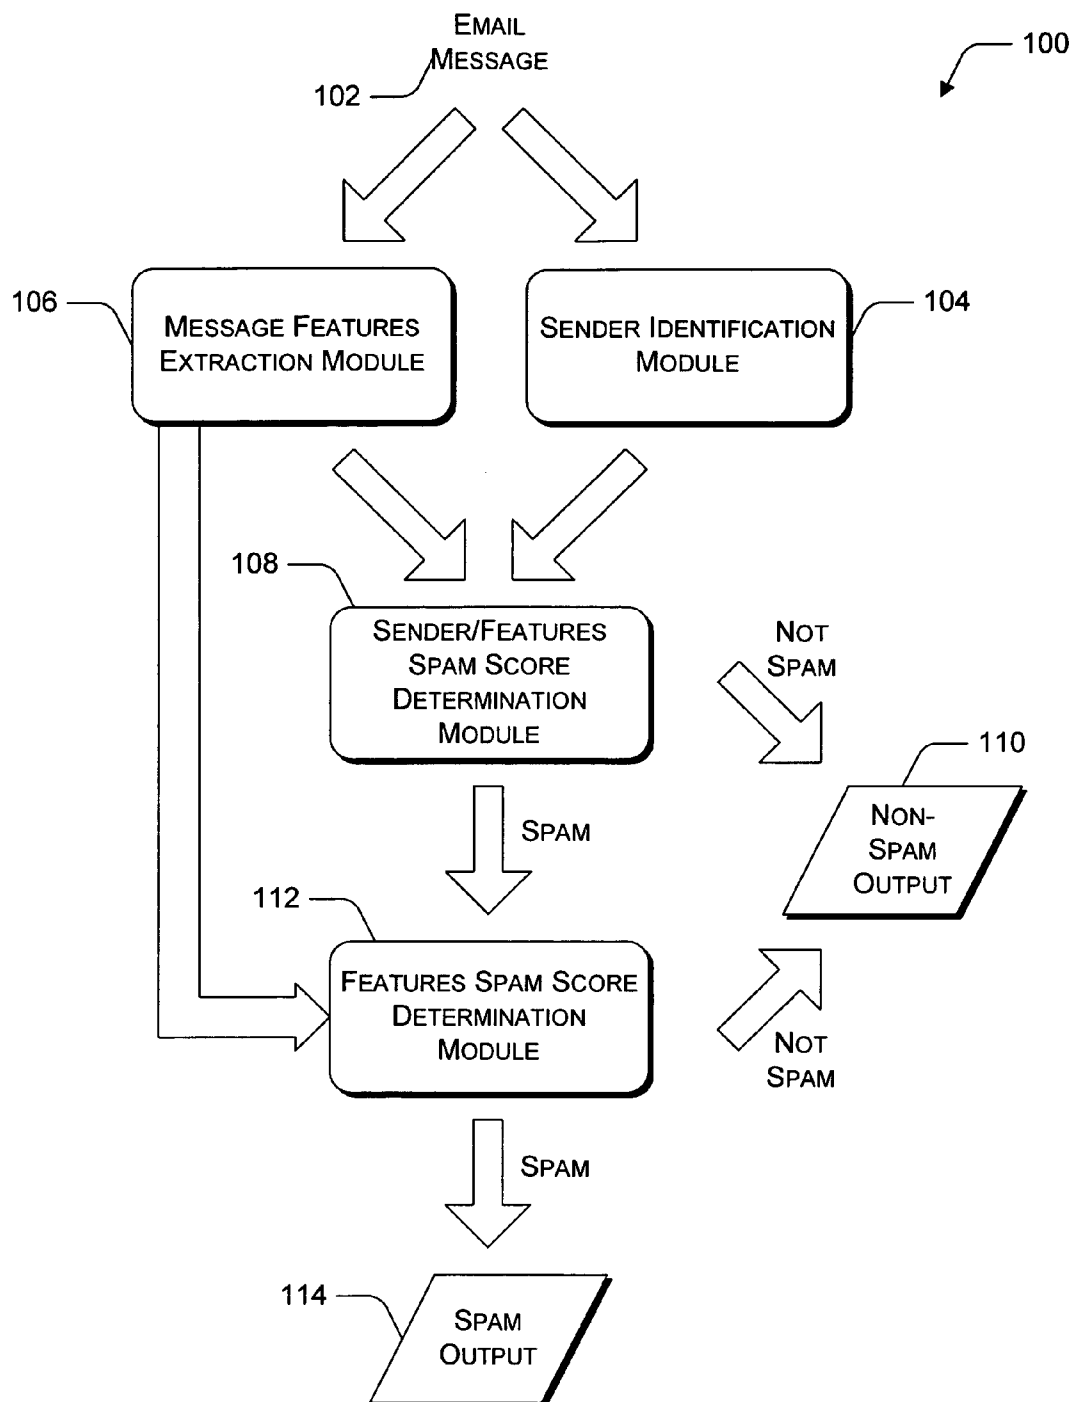 EMAIL
MESSAGE
100
102
106
MESSAGE FEATURES
EXTRACTION MODULE
SENDER IDENTIFICATION
MODULE
104
108
SENDER/FEATURES
SPAM SCORE
DETERMINATION
MODULE
NOT
SPAM
110
NON-
SPAM
OUTPUT
SPAM
112
FEATURES SPAM SCORE
DETERMINATION
MODULE
NOT
SPAM
SPAM
114
SPAM
OUTPUT